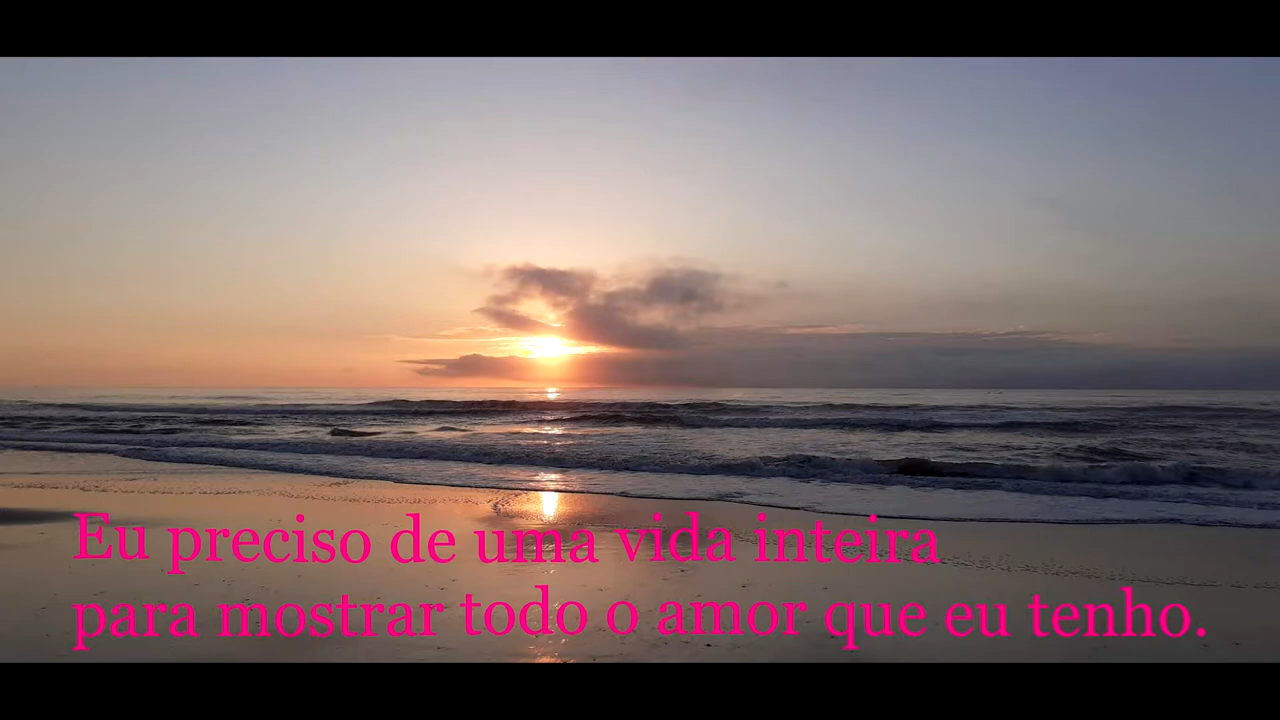 Eu preciso de uma vida inteira
para mostrar todo o amor que eu tenho.